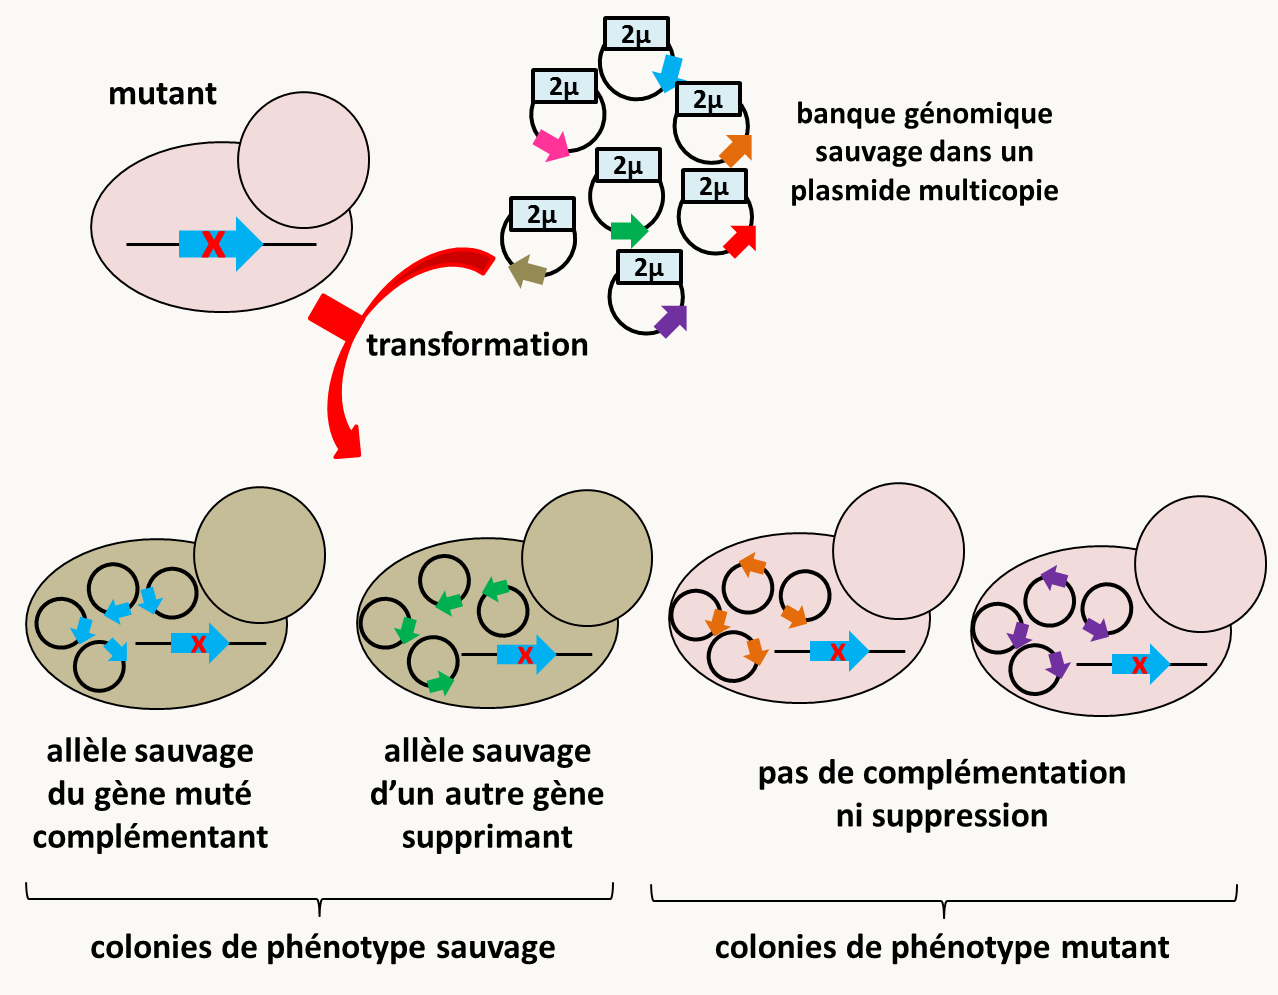 2µ
mutant
2µ
2µ
banque génomique
sauvage dans un
plasmide multicopie
2µ
2µ
2µ
X
2µ
transformation
X
X
X
X
allèle sauvage
du gène muté
complémentant
allèle sauvage
d’un autre gène
supprimant
pas de complémentation
ni suppression
colonies de phénotype sauvage
colonies de phénotype mutant